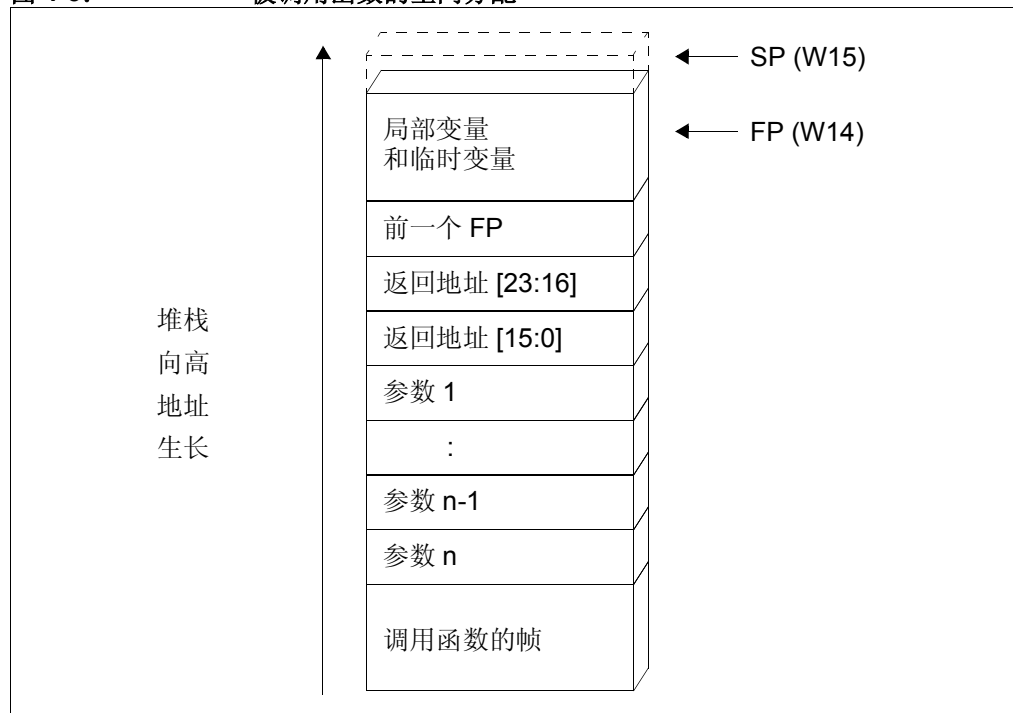 SP (W15)
局部变量
和临时变量
FP (W14)
前一个 FP
返回地址 [23:16]
返回地址 [15:0]
参数 1
:
参数 n-1
参数 n
调用函数的帧
堆栈
向高
地址
生长